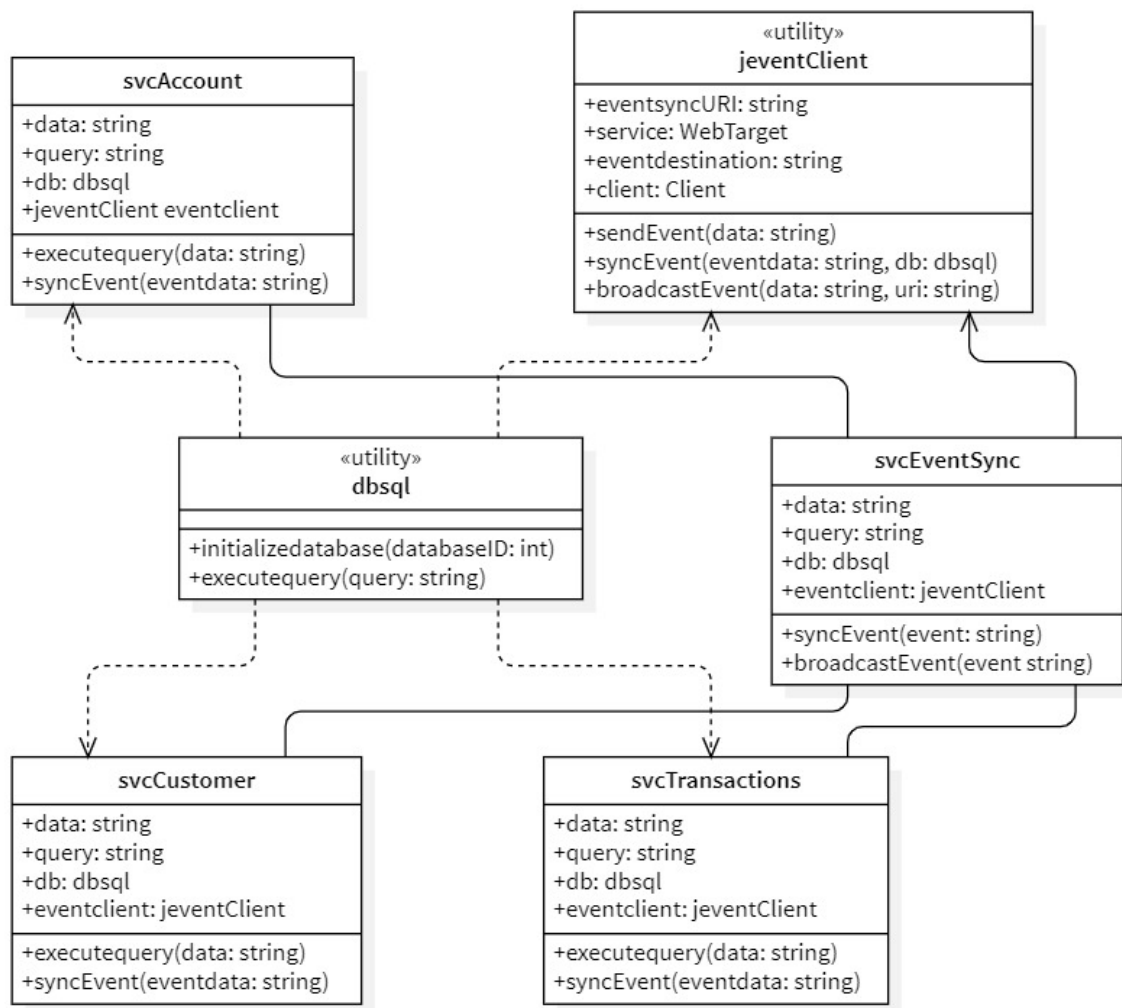 svcAccount
+data: string
+query: string
+db: dbsql
+jeventClient eventclient
+executequery(data: string)
+syncEvent(eventdata: string)
«utility»
jeventClient
+eventsyncURI: string
+service: WebTarget
+eventdestination: string
+client: Client
+sendEvent(data: string)
+syncEvent(eventdata: string, db: dbsql)
+broadcastEvent(data: string, uri: string)
«utility»
dbsql
+initializedatabase(databaseID: int)
+executequery(query: string)
svcEventSync
+data: string
+query: string
+db: dbsql
+eventclient: jeventClient
+syncEvent(event: string)
+broadcastEvent(event string)
svcCustomer
+data: string
+query: string
+db: dbsql
+eventclient: jeventClient
+executequery(data: string)
+syncEvent(eventdata: string)
svcTransactions
+data: string
+query: string
+db: dbsql
+eventclient: jeventClient
+executequery(data: string)
+syncEvent(eventdata: string)